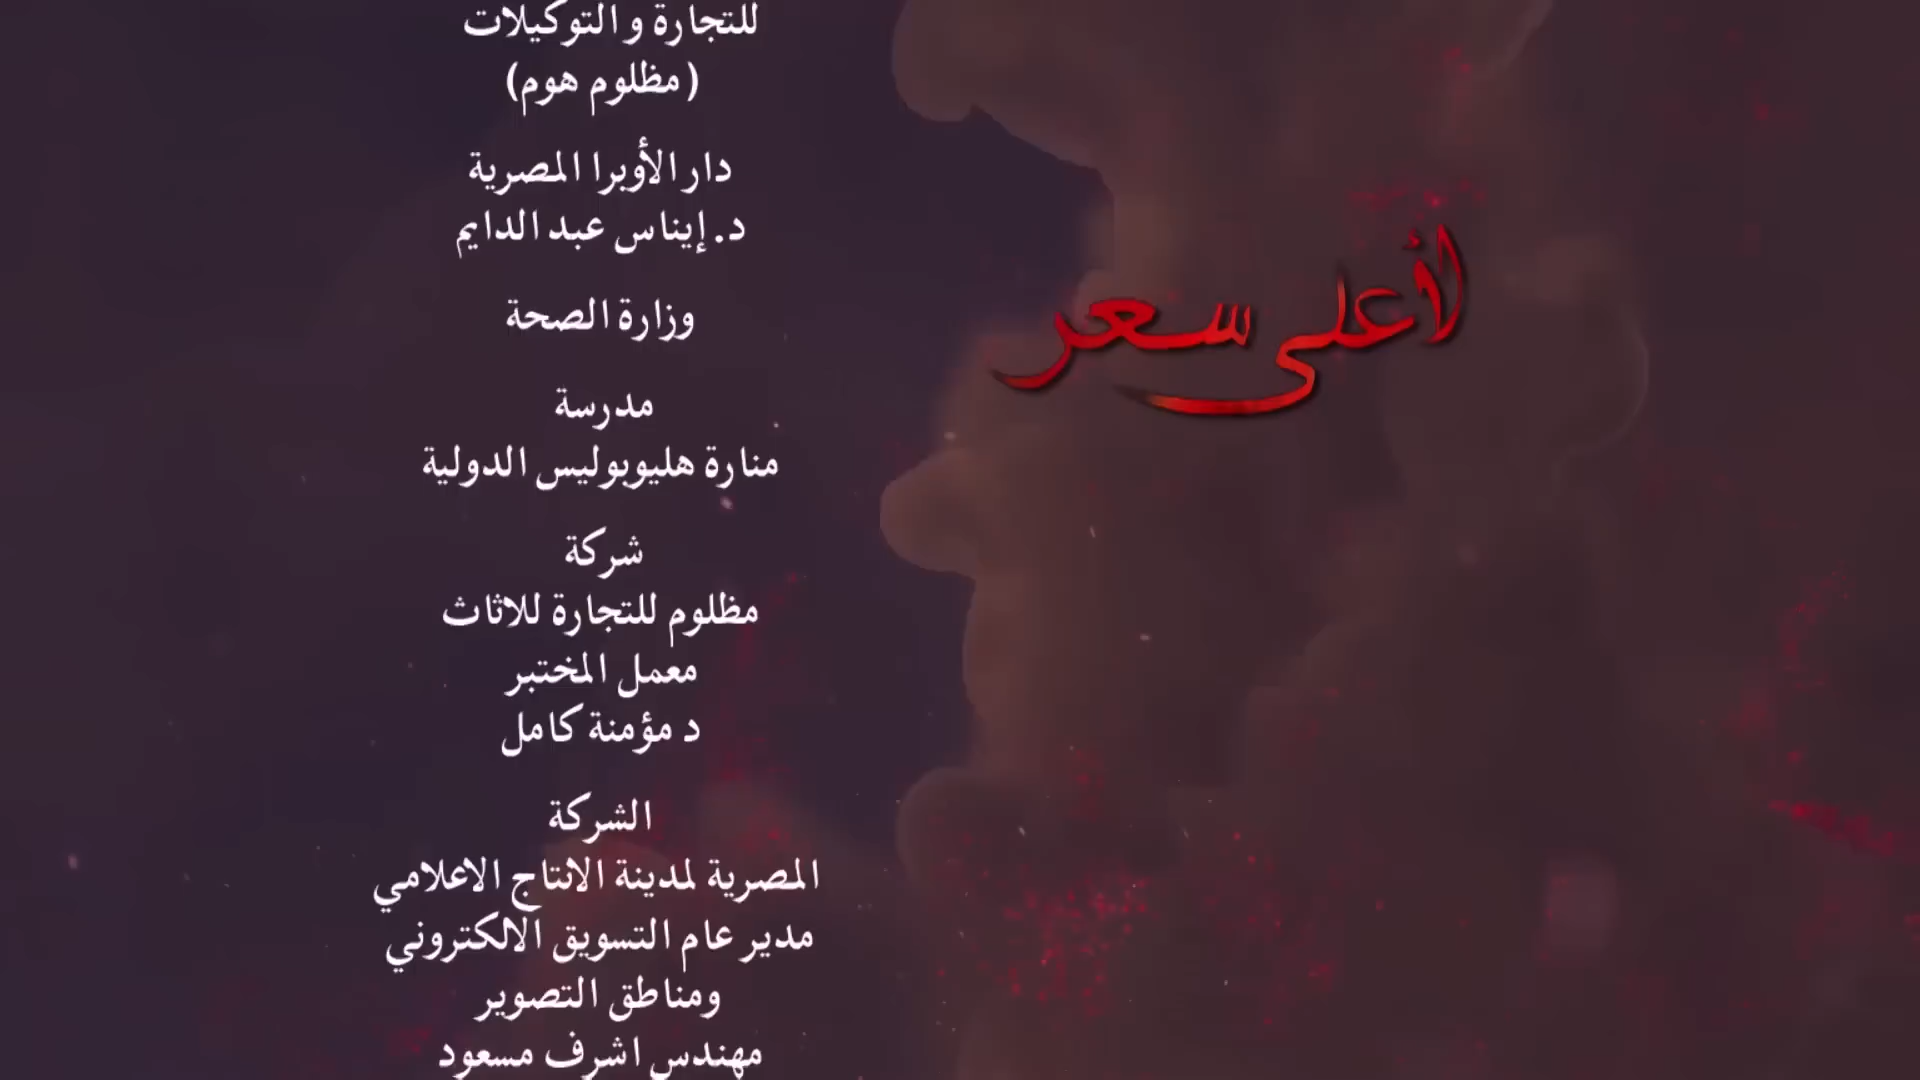 للتجارة و التوكيلات
(مظلوم هوم)
دار الأوبرا المصرية
د. إيناس عبد الدايم
وزارة الصحة
مدرسة
منارة هليوبوليس الدولية
شركة
مظلوم للتجارة للاثاث
معمل المختبر
د مؤمنة كامل
الشركة
المصرية لمدينة الانتاج الاعلامي
مدير عام التسويق الالكتروني
ومناطق التصوير
مهندس اشرف مسعود
لأعلى سعر